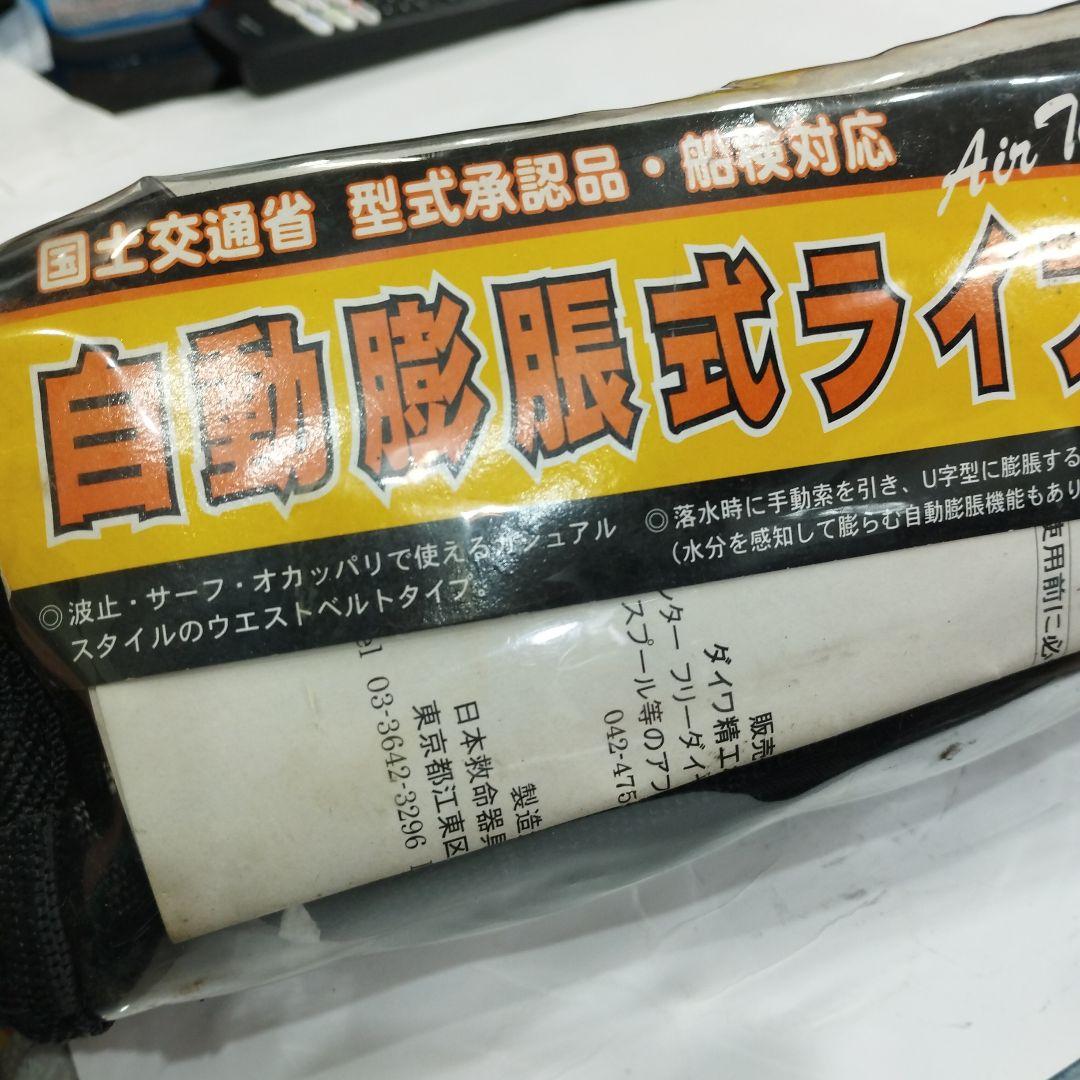 国土交通省 型式承認品・船検対応
Air
自動膨脹式ライ
◎波止・サーフ・オカッパリで使えるカジュアル
スタイルのウエストベルトタイプ。
◎落水時に手動索を引き、U字型に膨脹する
(水分を感知して膨らむ自動膨脹機能もあり
使用前に必
販売
ダイワ精工
ンター フリーダイ
スプール等のアフ
042-475
製造
日本救命器具
東京都江東区
el 03-3642-3296